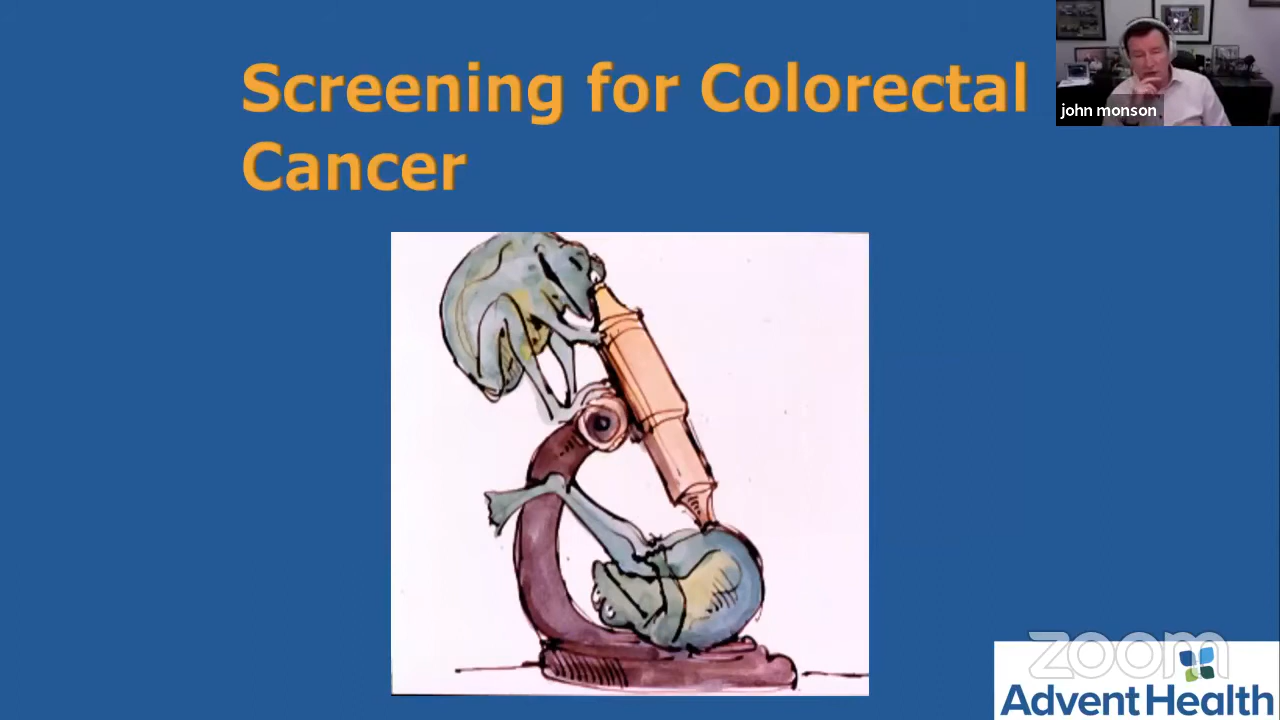 Screening for Colorectal
Cancer
john monson
zoom
AdventHealth